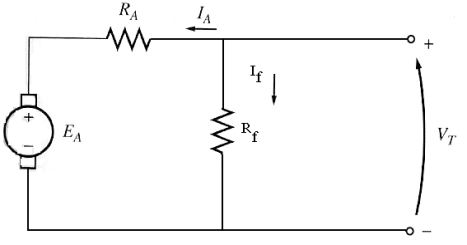 R_A
I_A
+
I_f
+
−
E_A
R_f
V_T
−